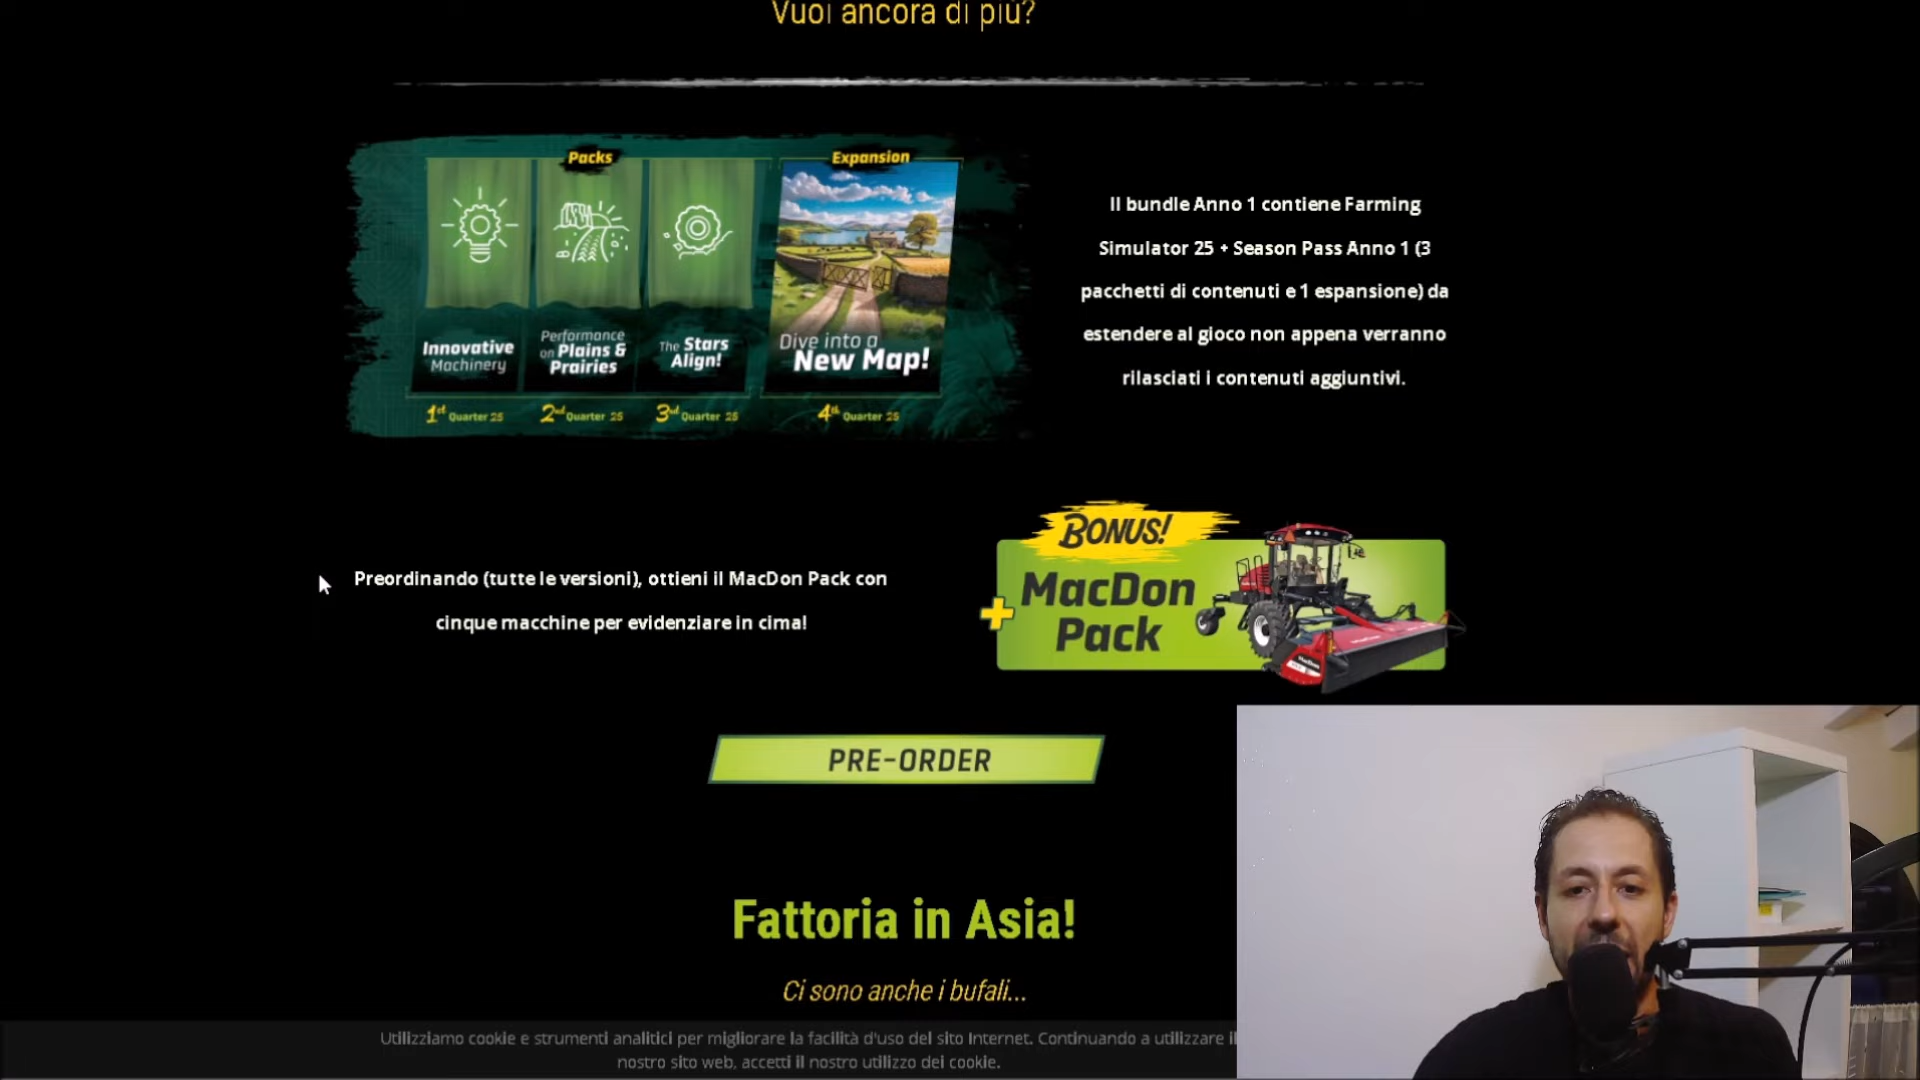 Vuoi ancora di più?
Packs
Expansion
Innovative
Machinery
Performance
on Plains &
Prairies
The Stars
Align!
Dive into a
New Map!
1st Quarter 25
2nd Quarter 25
3rd Quarter 25
4th Quarter 25
Il bundle Anno 1 contiene Farming
Simulator 25 + Season Pass Anno 1 (3
pacchetti di contenuti e 1 espansione) da
estendere al gioco non appena verranno
rilasciati i contenuti aggiuntivi.
Preordinando (tutte le versioni), ottieni il MacDon Pack con
cinque macchine per evidenziare in cima!
BONUS!
+ MacDon
Pack
PRE-ORDER
Fattoria in Asia!
Ci sono anche i bufali...
Utilizziamo cookie e strumenti analitici per migliorare la facilità d'uso del sito Internet. Continuando a utilizzare il
nostro sito web, accetti il nostro utilizzo dei cookie.